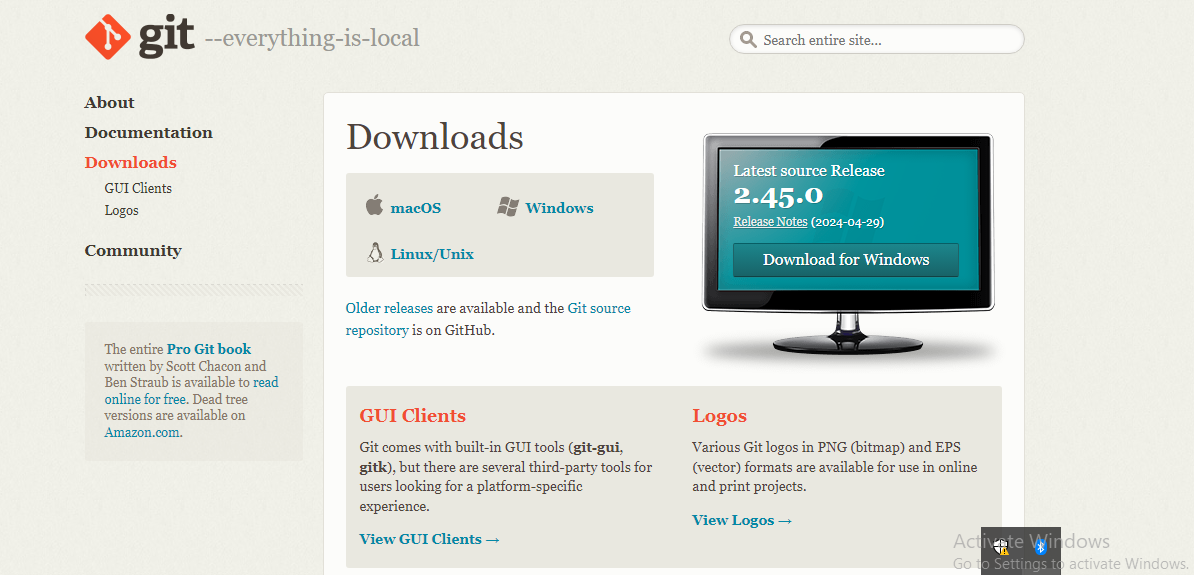 git --everything-is-local
Search entire site...
About
Documentation
Downloads
GUI Clients
Logos
Community
The entire Pro Git book
written by Scott Chacon and
Ben Straub is available to read
online for free. Dead tree
versions are available on
Amazon.com.
Downloads
macOS
Windows
Linux/Unix
Older releases are available and the Git source
repository is on GitHub.
Latest source Release
2.45.0
Release Notes (2024-04-29)
Download for Windows
GUI Clients
Git comes with built-in GUI tools (git-gui,
gitk), but there are several third-party tools for
users looking for a platform-specific
experience.
View GUI Clients →
Logos
Various Git logos in PNG (bitmap) and EPS
(vector) formats are available for use in online
and print projects.
View Logos →
Activate Windows
Go to Settings to activate Windows.